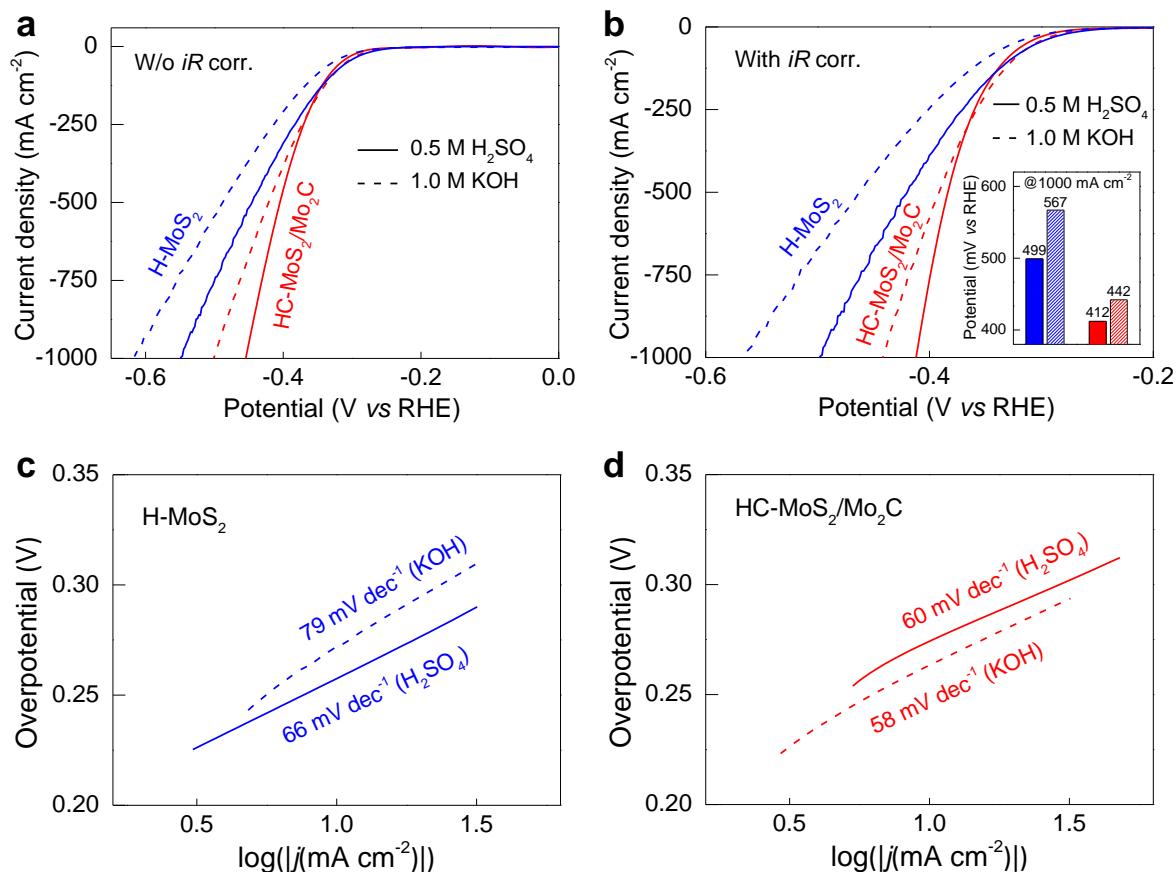 a
W/o iR corr.
0
-250
-500
-750
-1000
Current density (mA cm⁻²)
0.5 M H₂SO₄
1.0 M KOH
H-MoS₂
HC-MoS₂/Mo₂C
-0.6
-0.4
-0.2
0.0
Potential (V vs RHE)
b
With iR corr.
0
-250
-500
-750
-1000
Current density (mA cm⁻²)
0.5 M H₂SO₄
1.0 M KOH
H-MoS₂
HC-MoS₂/Mo₂C
@1000 mA cm⁻²
600
500
400
Potential (mV vs RHE)
499
567
412
442
-0.6
-0.4
-0.2
Potential (V vs RHE)
c
H-MoS₂
0.35
0.30
0.25
0.20
Overpotential (V)
79 mV dec⁻¹ (KOH)
66 mV dec⁻¹ (H₂SO₄)
0.5
1.0
1.5
log(|j(mA cm⁻²)|)
d
HC-MoS₂/Mo₂C
0.35
0.30
0.25
0.20
Overpotential (V)
60 mV dec⁻¹ (H₂SO₄)
58 mV dec⁻¹ (KOH)
0.5
1.0
1.5
log(|j(mA cm⁻²)|)